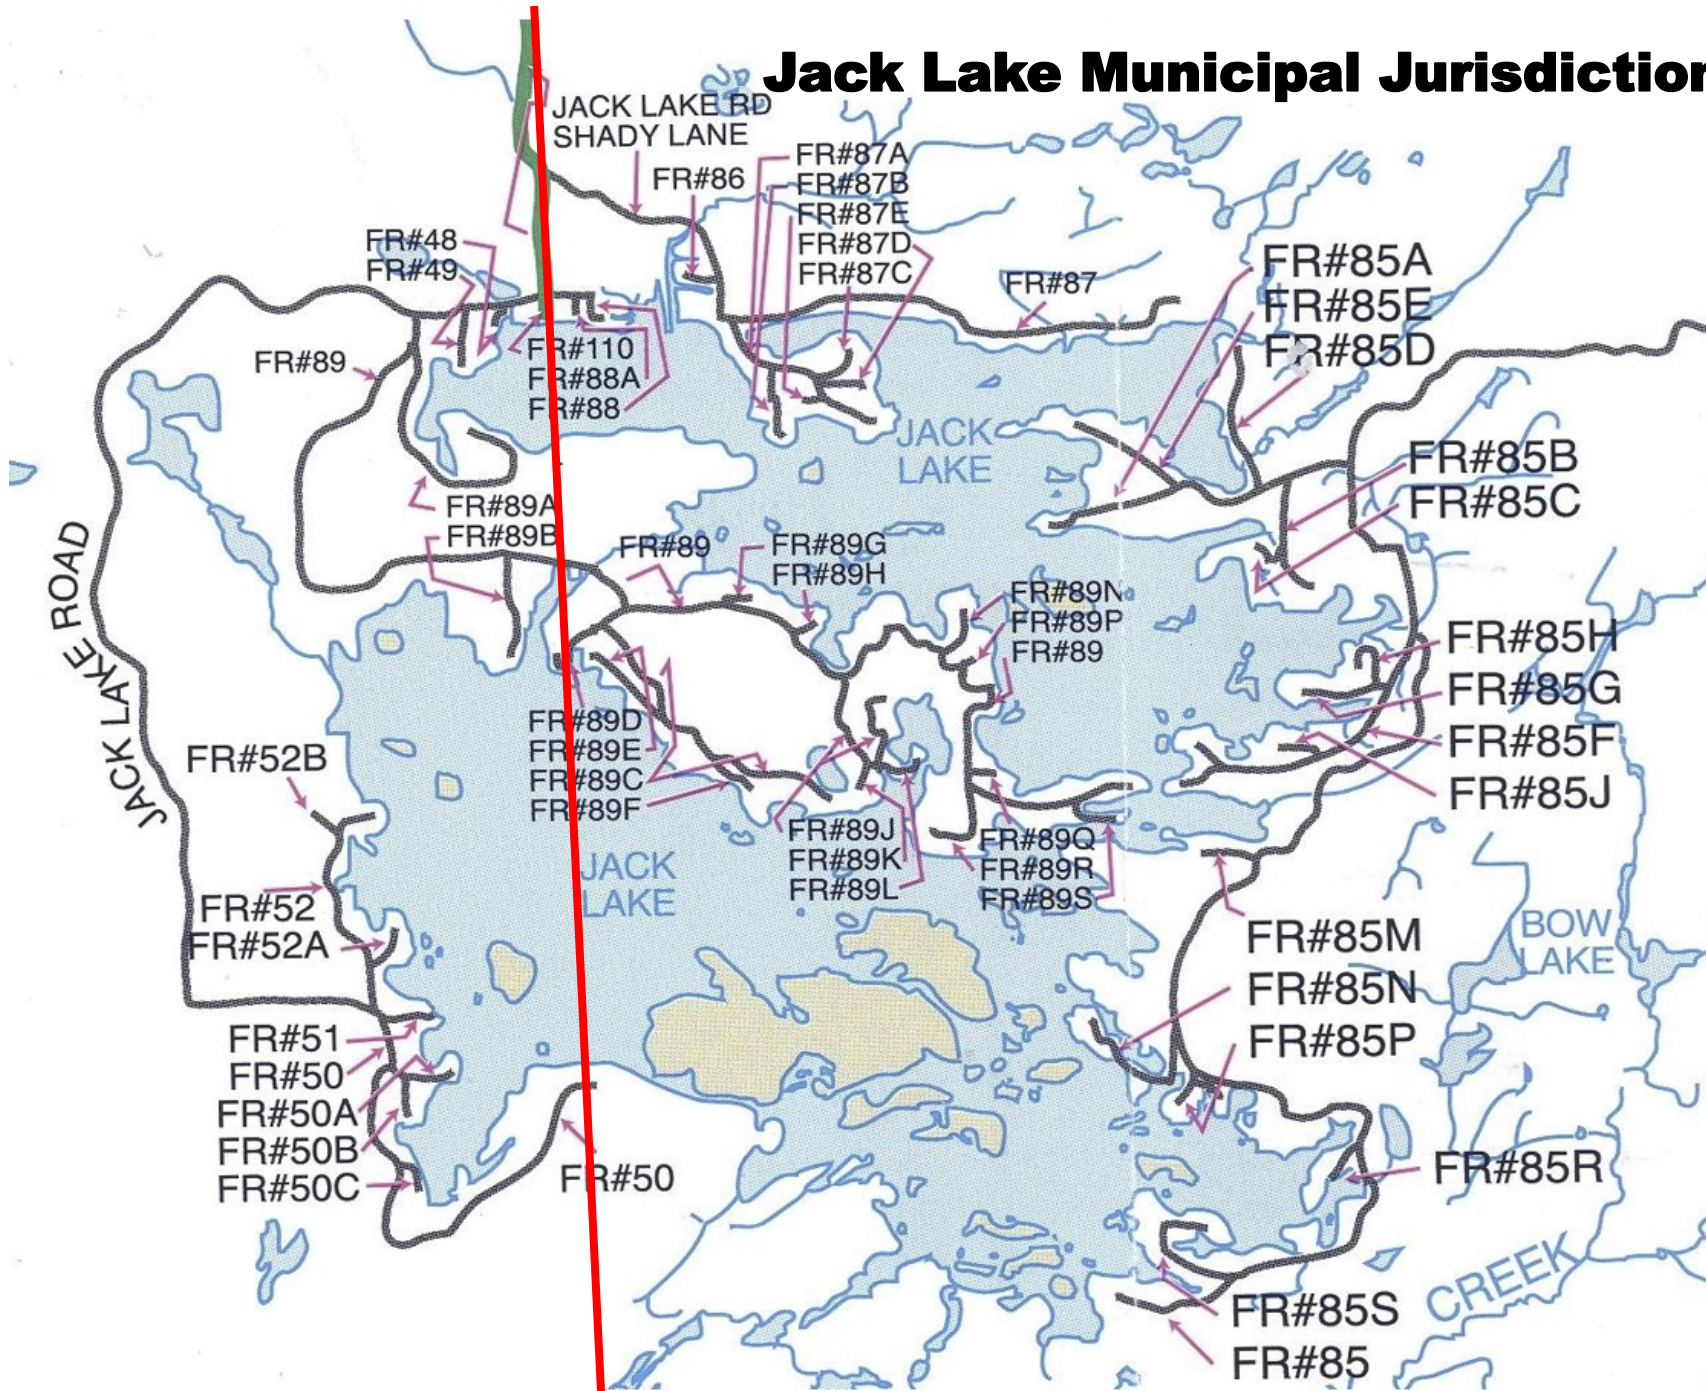 Jack Lake Municipal Jurisdiction
JACK LAKE RD
SHADY LANE
FR#86
FR#87A
FR#87B
FR#87E
FR#87D
FR#87C
FR#87
FR#48
FR#49
FR#89
FR#110
FR#88A
FR#88
FR#85A
FR#85E
FR#85D
JACK
LAKE
FR#85B
FR#85C
FR#89A
FR#89B
FR#89
FR#89G
FR#89H
FR#89N
FR#89P
FR#89
JACK LAKE ROAD
FR#85H
FR#85G
FR#85F
FR#85J
FR#89D
FR#89E
FR#89C
FR#89F
FR#52B
FR#89J
FR#89K
FR#89L
FR#89Q
FR#89R
FR#89S
JACK
LAKE
FR#52
FR#52A
FR#85M
FR#85N
FR#85P
BOW
LAKE
FR#51
FR#50
FR#50A
FR#50B
FR#50C
FR#50
FR#85R
CREEK
FR#85S
FR#85